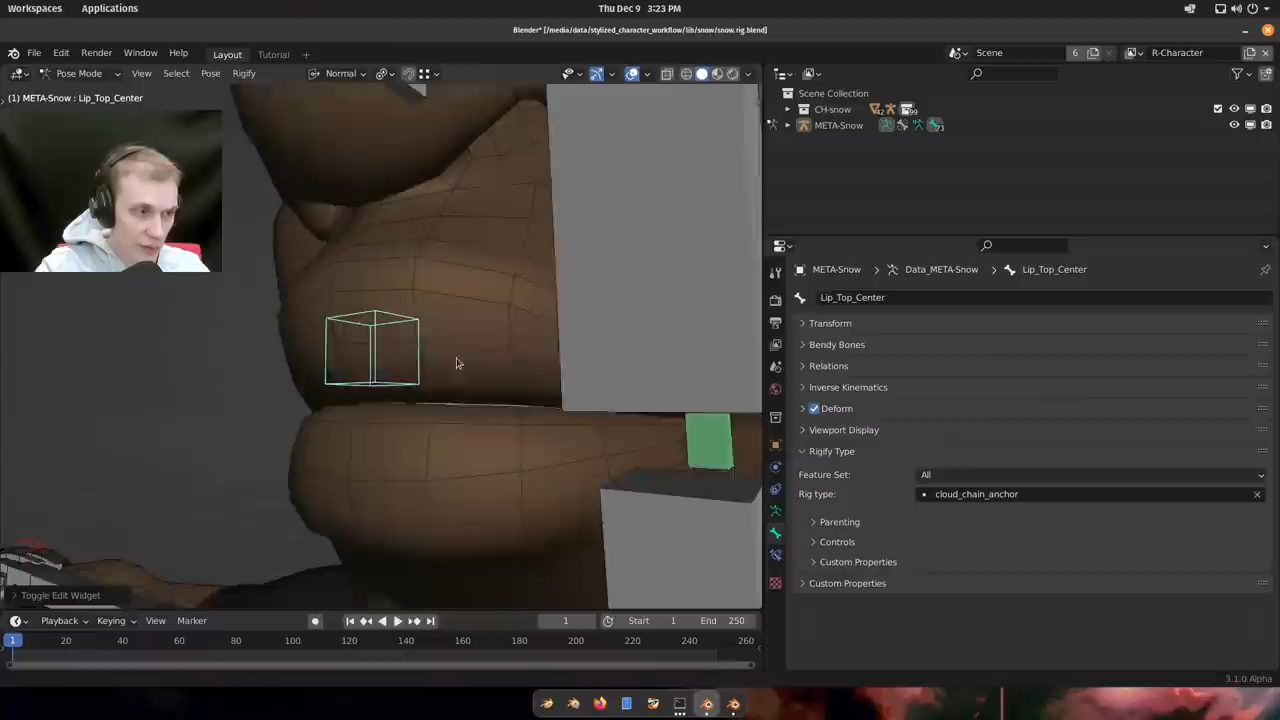 Workspaces Applications Thu Dec 9 3:23 PM
Blender* [/media/data/stylized_character_workflow/lib/snow/snow.rig.blend]
File Edit Render Window Help Layout Tutorial Scene 6 R-Character
Pose Mode View Select Pose Rigify Normal
(1) META-Snow : Lip_Top_Center
Scene Collection
CH-snow 42 99
META-Snow 73
META-Snow Data_META-Snow Lip_Top_Center
Lip_Top_Center
Transform
Bendy Bones
Relations
Inverse Kinematics
Deform
Viewport Display
Rigify Type
Feature Set: All
Rig type: cloud_chain_anchor
Parenting
Controls
Custom Properties
Custom Properties
Toggle Edit Widget
Playback Keying View Marker 1 Start 1 End 250
1 20 40 60 80 100 120 140 160 180 200 220 240 260
3.1.0 Alpha